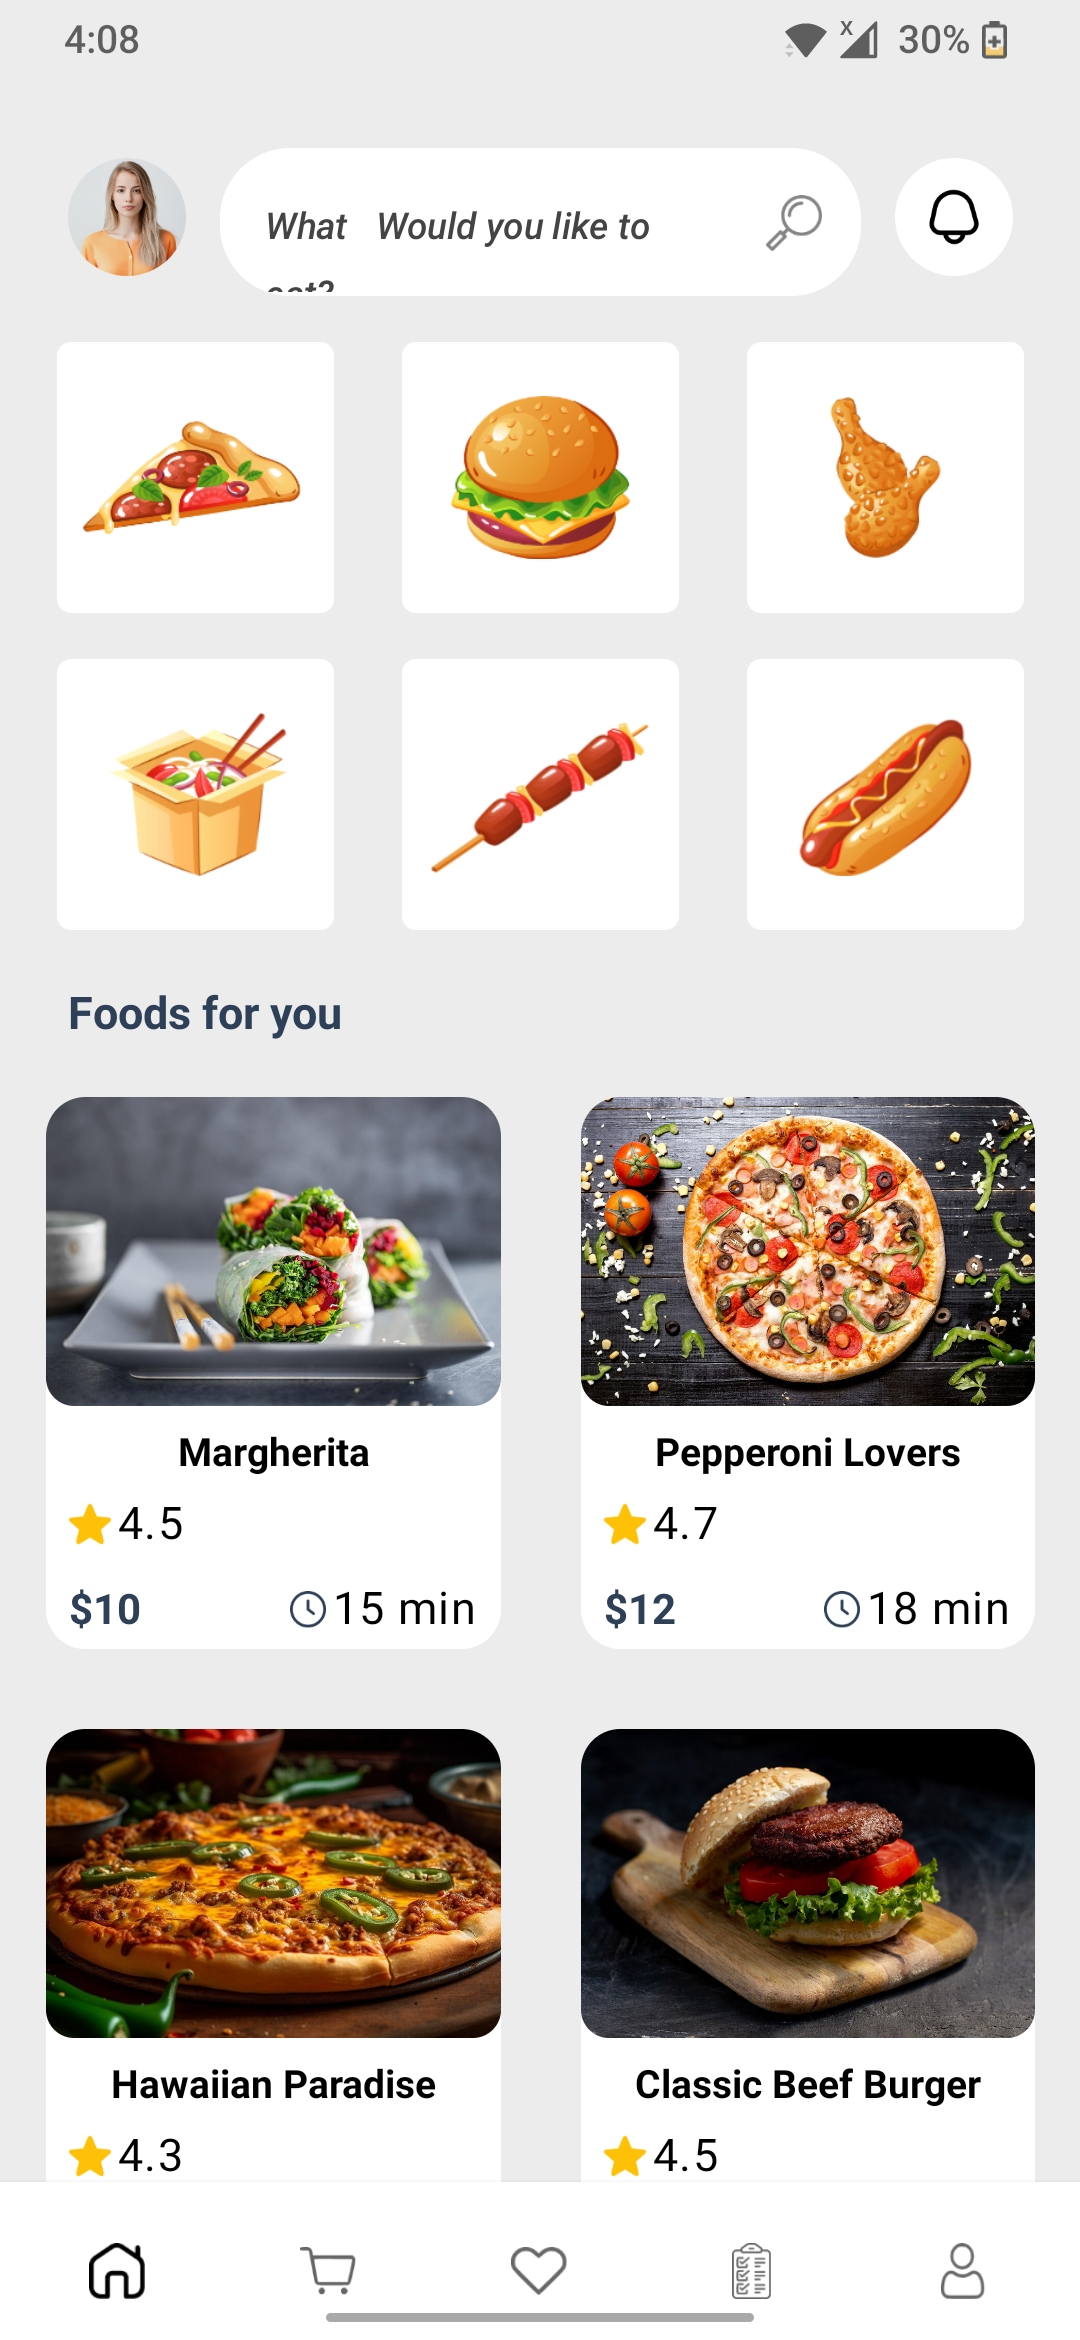 4:08
x
30%
What Would you like to
eat?
Foods for you
Margherita
4.5
$10
15 min
Pepperoni Lovers
4.7
$12
18 min
Hawaiian Paradise
4.3
Classic Beef Burger
4.5